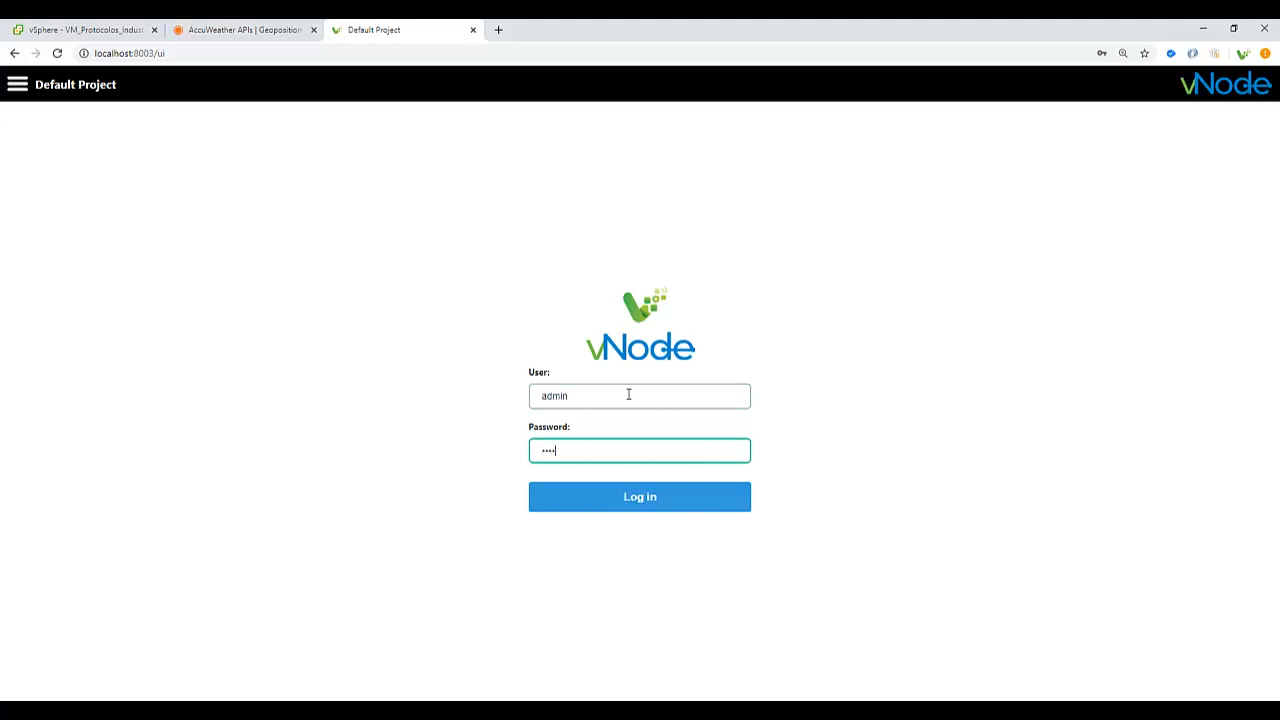 vSphere - VM_Protocolos_Indust
AccuWeather APIs | Geoposition
Default Project
localhost:8003/ui
Default Project
vNode
vNode
User:
admin
Password:
••••
Log in